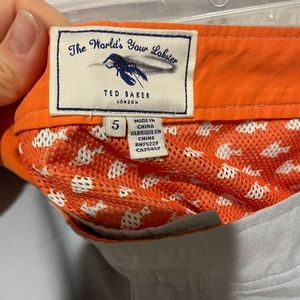 The World's Your Lobster
TED BAKER
LONDON
5
MADE IN
CHINA
FABRIQUE EN
CHINE